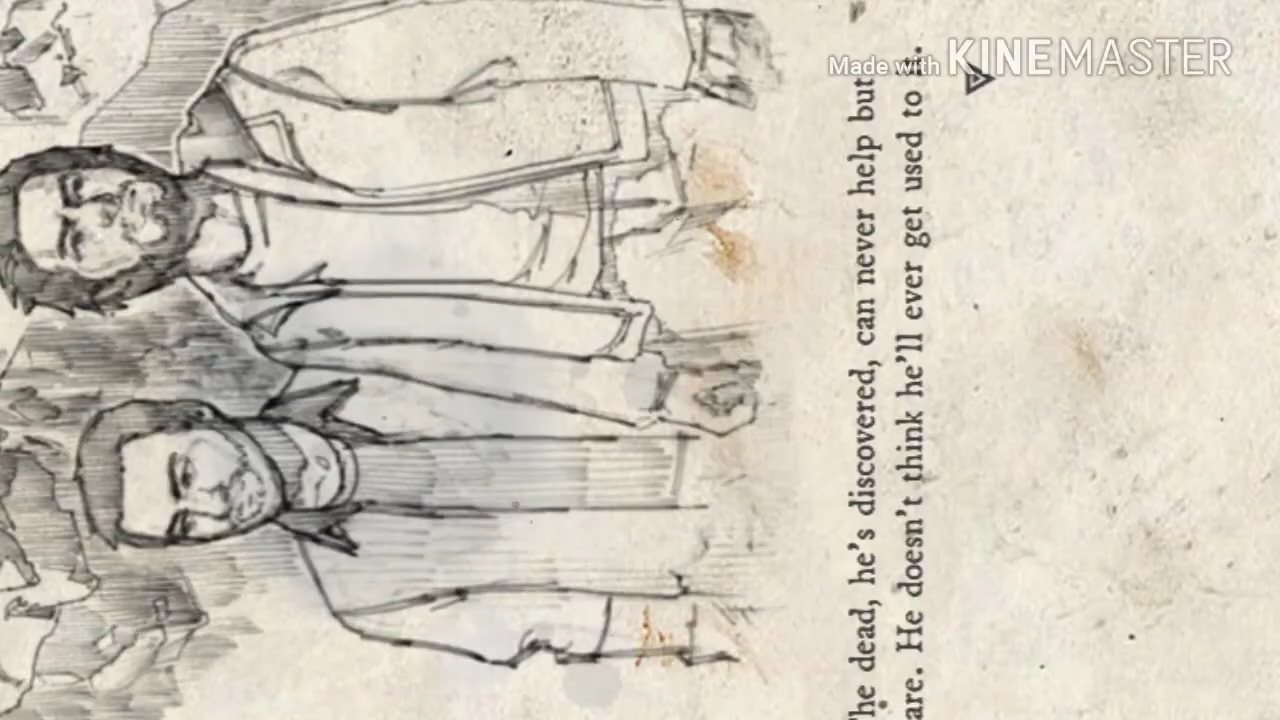 Made with KINEMASTER
he dead, he's discovered, can never help but
are. He doesn't think he'll ever get used to it.